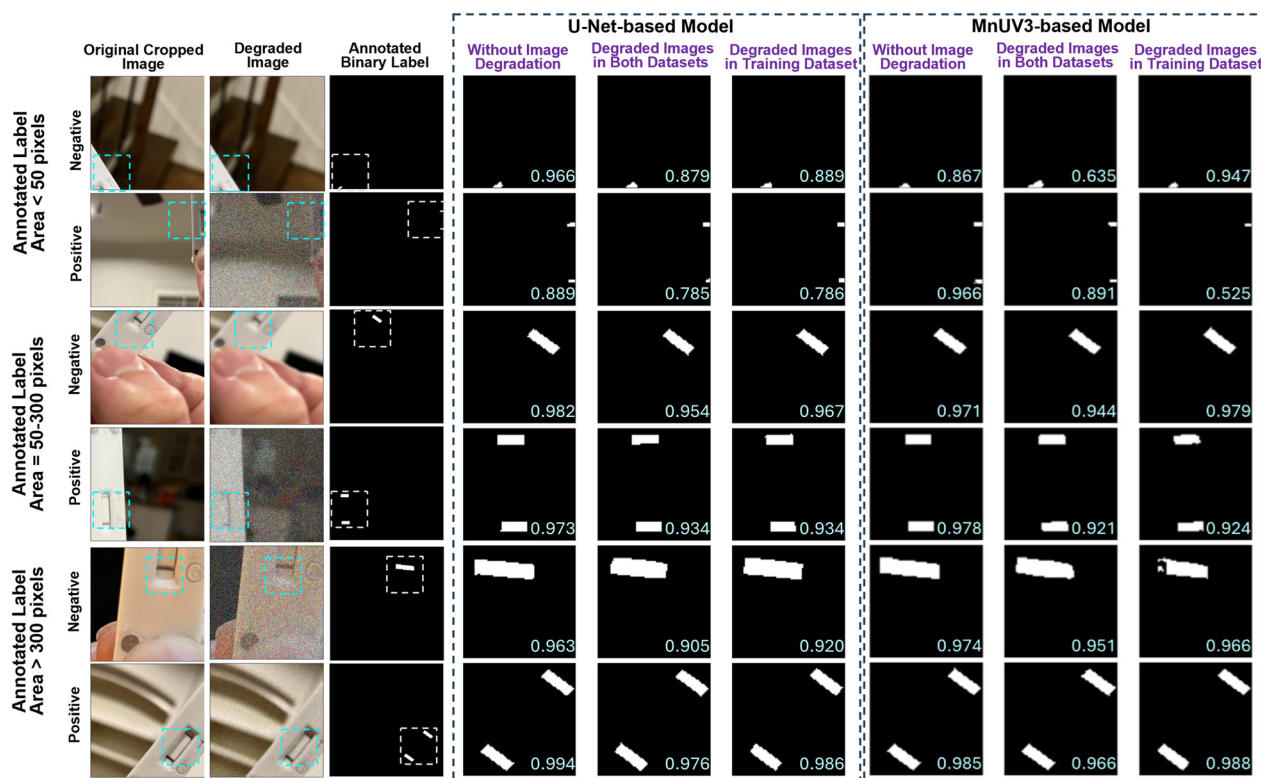 U-Net-based Model
MnUV3-based Model
Original Cropped
Image
Degraded
Image
Annotated
Binary Label
Without Image
Degradation
Degraded Images
in Both Datasets
Degraded Images
in Training Dataset
Without Image
Degradation
Degraded Images
in Both Datasets
Degraded Images
in Training Dataset
Annotated Label
Area < 50 pixels
Negative
0.966
0.879
0.889
0.867
0.635
0.947
Positive
0.889
0.785
0.786
0.966
0.891
0.525
Annotated Label
Area = 50-300 pixels
Negative
0.982
0.954
0.967
0.971
0.944
0.979
Positive
0.973
0.934
0.934
0.978
0.921
0.924
Annotated Label
Area > 300 pixels
Negative
0.963
0.905
0.920
0.974
0.951
0.966
Positive
0.994
0.976
0.986
0.985
0.966
0.988